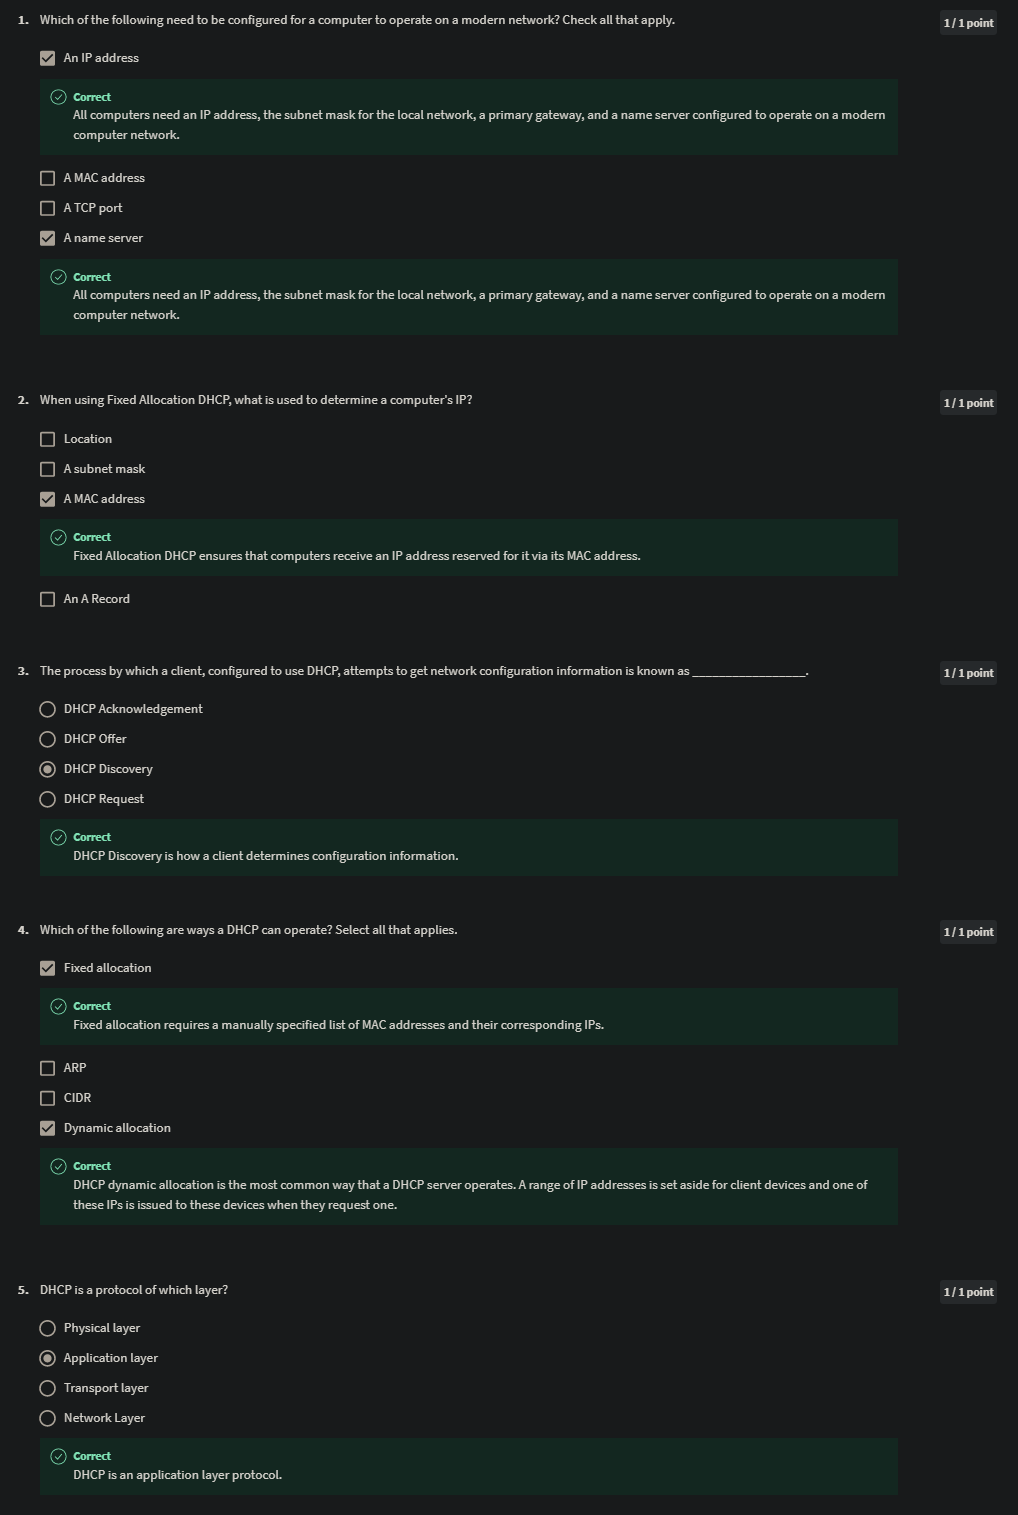 1. Which of the following need to be configured for a computer to operate on a modern network? Check all that apply.
1 / 1 point
An IP address
Correct
All computers need an IP address, the subnet mask for the local network, a primary gateway, and a name server configured to operate on a modern
computer network.
A MAC address
A TCP port
A name server
Correct
All computers need an IP address, the subnet mask for the local network, a primary gateway, and a name server configured to operate on a modern
computer network.
2. When using Fixed Allocation DHCP, what is used to determine a computer's IP?
1 / 1 point
Location
A subnet mask
A MAC address
Correct
Fixed Allocation DHCP ensures that computers receive an IP address reserved for it via its MAC address.
An A Record
3. The process by which a client, configured to use DHCP, attempts to get network configuration information is known as _________________.
1 / 1 point
DHCP Acknowledgement
DHCP Offer
DHCP Discovery
DHCP Request
Correct
DHCP Discovery is how a client determines configuration information.
4. Which of the following are ways a DHCP can operate? Select all that applies.
1 / 1 point
Fixed allocation
Correct
Fixed allocation requires a manually specified list of MAC addresses and their corresponding IPs.
ARP
CIDR
Dynamic allocation
Correct
DHCP dynamic allocation is the most common way that a DHCP server operates. A range of IP addresses is set aside for client devices and one of
these IPs is issued to these devices when they request one.
5. DHCP is a protocol of which layer?
1 / 1 point
Physical layer
Application layer
Transport layer
Network Layer
Correct
DHCP is an application layer protocol.